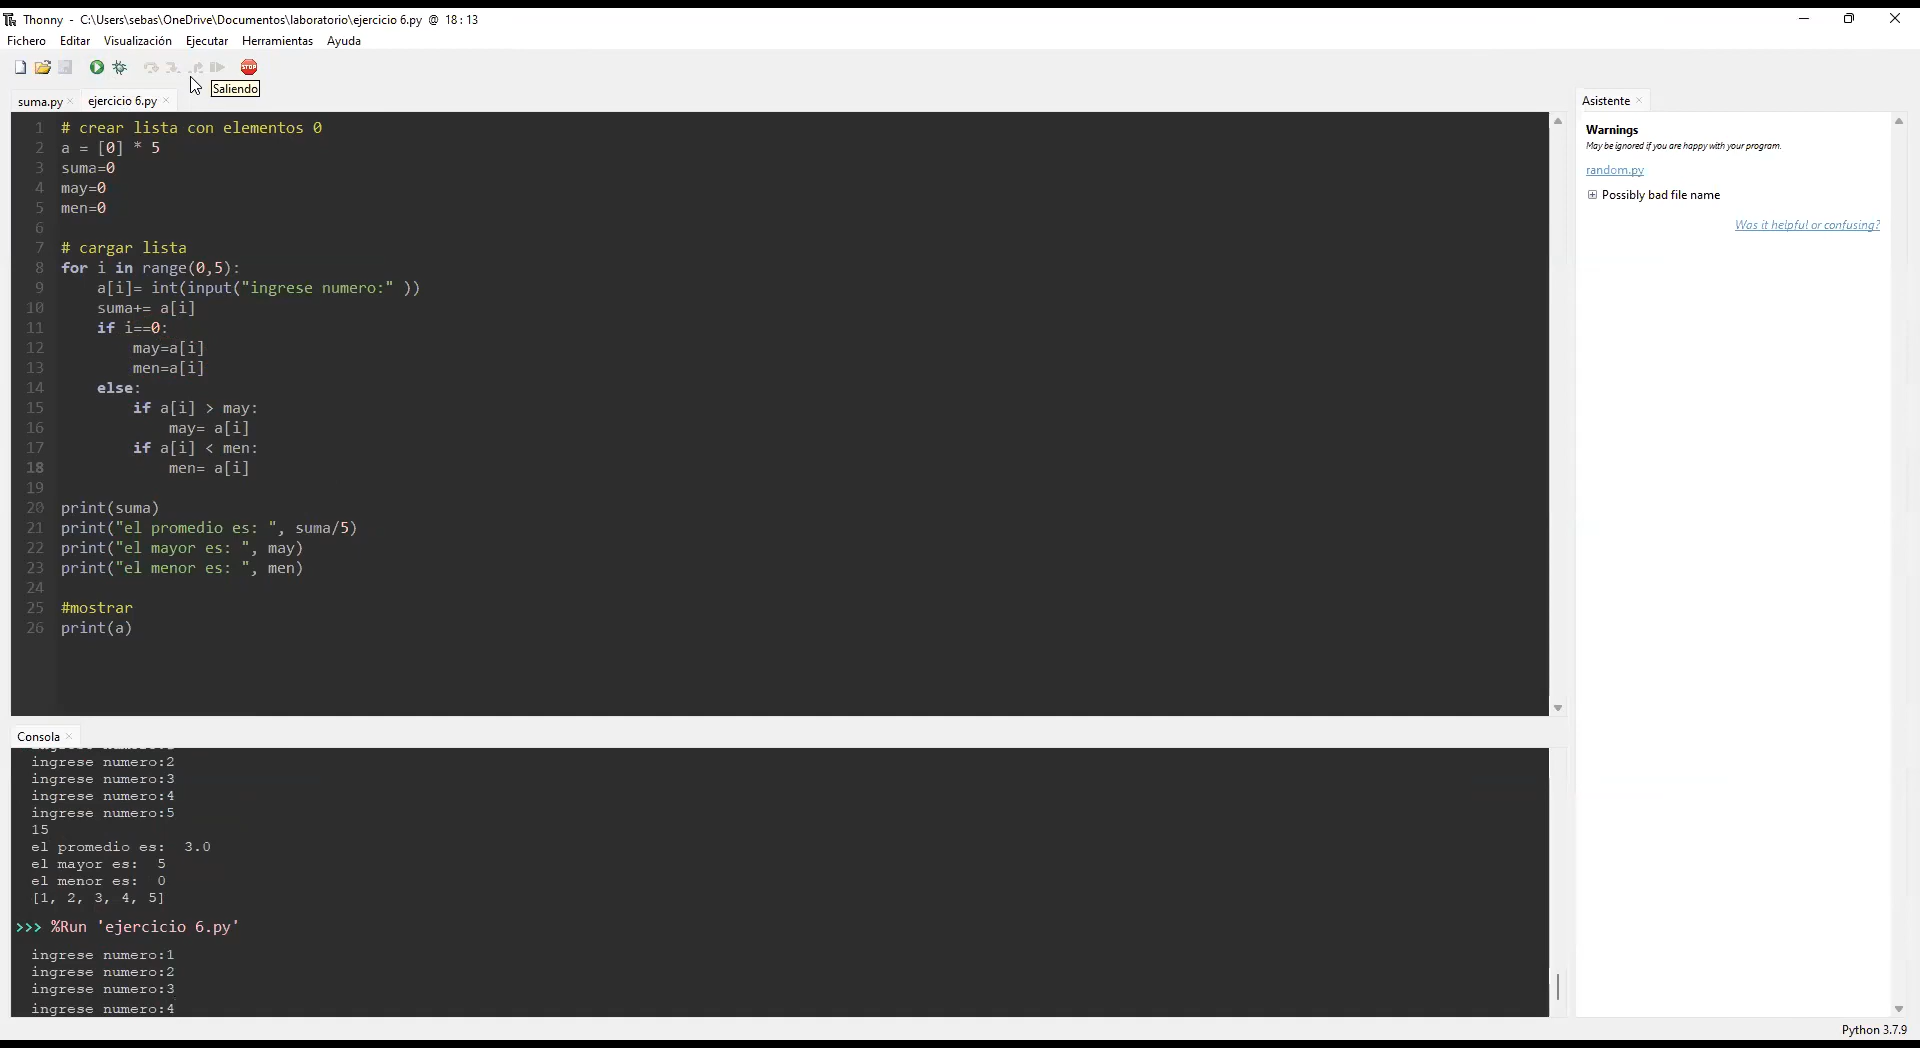 Thonny - C:\Users\sebas\OneDrive\Documentos\laboratorio\ejercicio 6.py @ 18:13
Fichero Editar Visualización Ejecutar Herramientas Ayuda
STOP
Saliendo
suma.py × ejercicio 6.py ×
1 # crear lista con elementos 0
2 a = [0] * 5
3 suma=0
4 may=0
5 men=0
6
7 # cargar lista
8 for i in range(0,5):
9     a[i]= int(input("ingrese numero:" ))
10     suma+= a[i]
11     if i==0:
12         may=a[i]
13         men=a[i]
14     else:
15         if a[i] > may:
16             may= a[i]
17         if a[i] < men:
18             men= a[i]
19
20 print(suma)
21 print("el promedio es: ", suma/5)
22 print("el mayor es: ", may)
23 print("el menor es: ", men)
24
25 #mostrar
26 print(a)
Consola ×
ingrese numero:2
ingrese numero:3
ingrese numero:4
ingrese numero:5
15
el promedio es:  3.0
el mayor es:  5
el menor es:  0
[1, 2, 3, 4, 5]
>>> %Run 'ejercicio 6.py'
ingrese numero:1
ingrese numero:2
ingrese numero:3
ingrese numero:4
Asistente ×
Warnings
May be ignored if you are happy with your program.
random.py
Possibly bad file name
Was it helpful or confusing?
Python 3.7.9